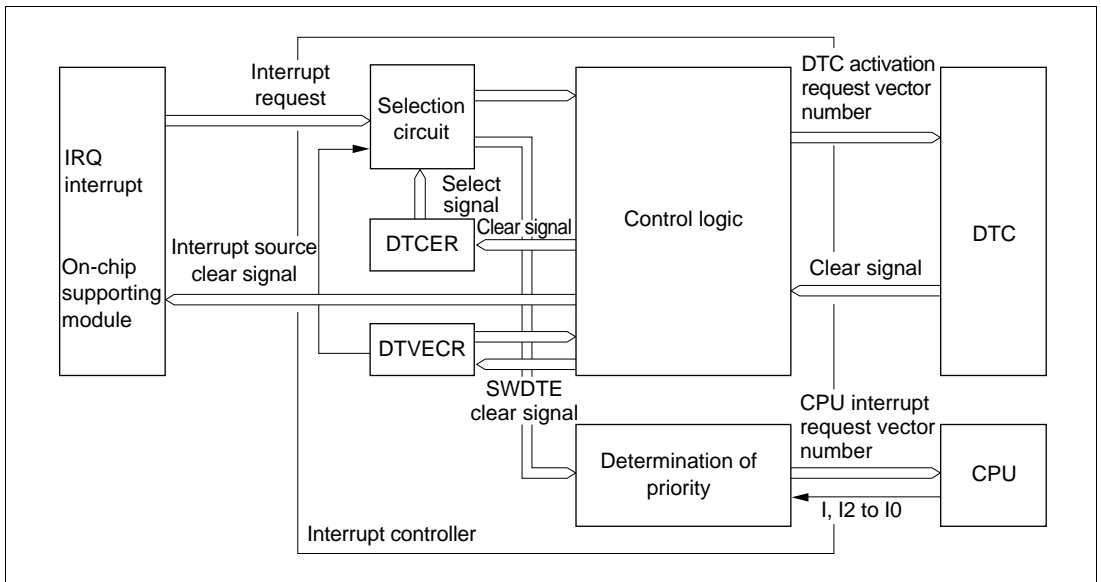 Interrupt
request
Selection
circuit
DTC activation
request vector
number
IRQ
interrupt
Select
signal
Control logic
DTC
DTCER
Clear signal
Interrupt source
clear signal
Clear signal
On-chip
supporting
module
DTVECR
SWDTE
clear signal
CPU interrupt
request vector
number
Determination of
priority
CPU
I, I2 to I0
Interrupt controller